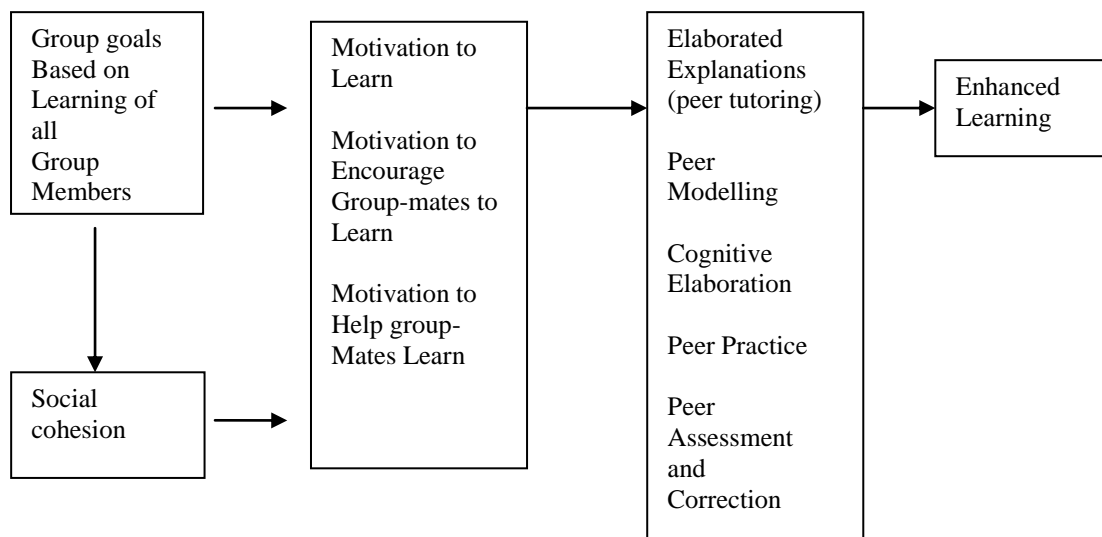 Group goals
Based on
Learning of
all
Group
Members
Social
cohesion
Motivation to
Learn
Motivation to
Encourage
Group-mates to
Learn
Motivation to
Help group-
Mates Learn
Elaborated
Explanations
(peer tutoring)
Peer
Modelling
Cognitive
Elaboration
Peer Practice
Peer
Assessment
and
Correction
Enhanced
Learning